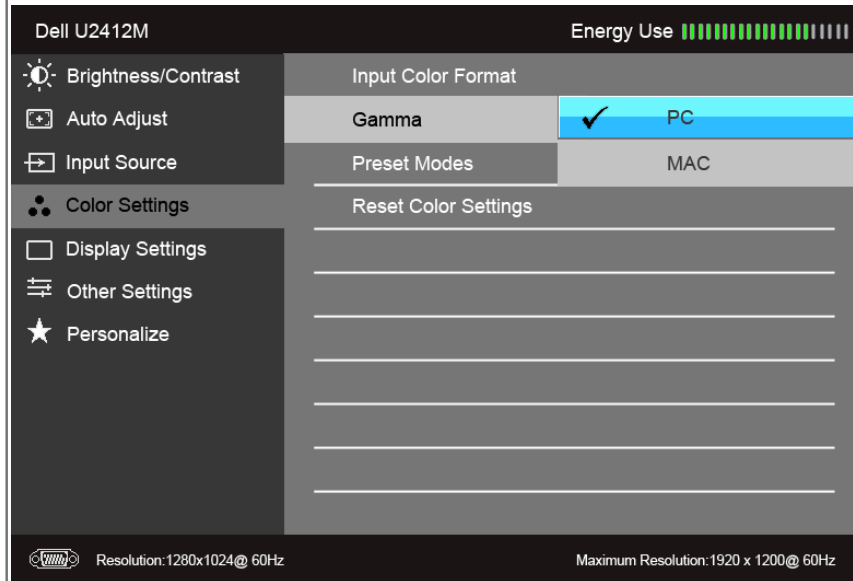 Dell U2412M Energy Use
Brightness/Contrast Input Color Format
Auto Adjust Gamma PC
Input Source Preset Modes MAC
Color Settings Reset Color Settings
Display Settings
Other Settings
Personalize
Resolution:1280x1024@ 60Hz Maximum Resolution:1920 x 1200@ 60Hz